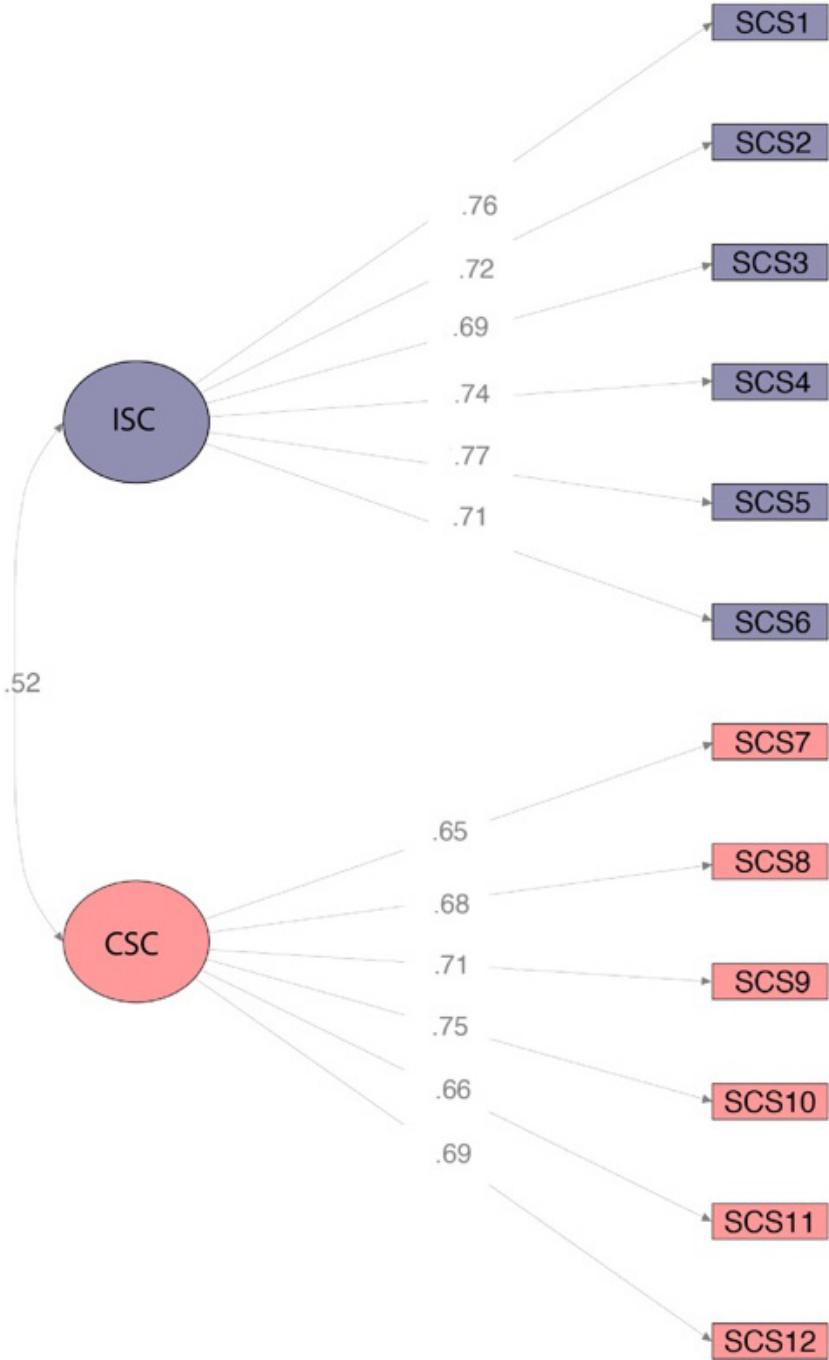 SCS1
SCS2
.76
SCS3
.72
.69
SCS4
.74
ISC
.77
SCS5
.71
SCS6
.52
SCS7
.65
SCS8
.68
CSC
.71
SCS9
.75
SCS10
.66
.69
SCS11
SCS12